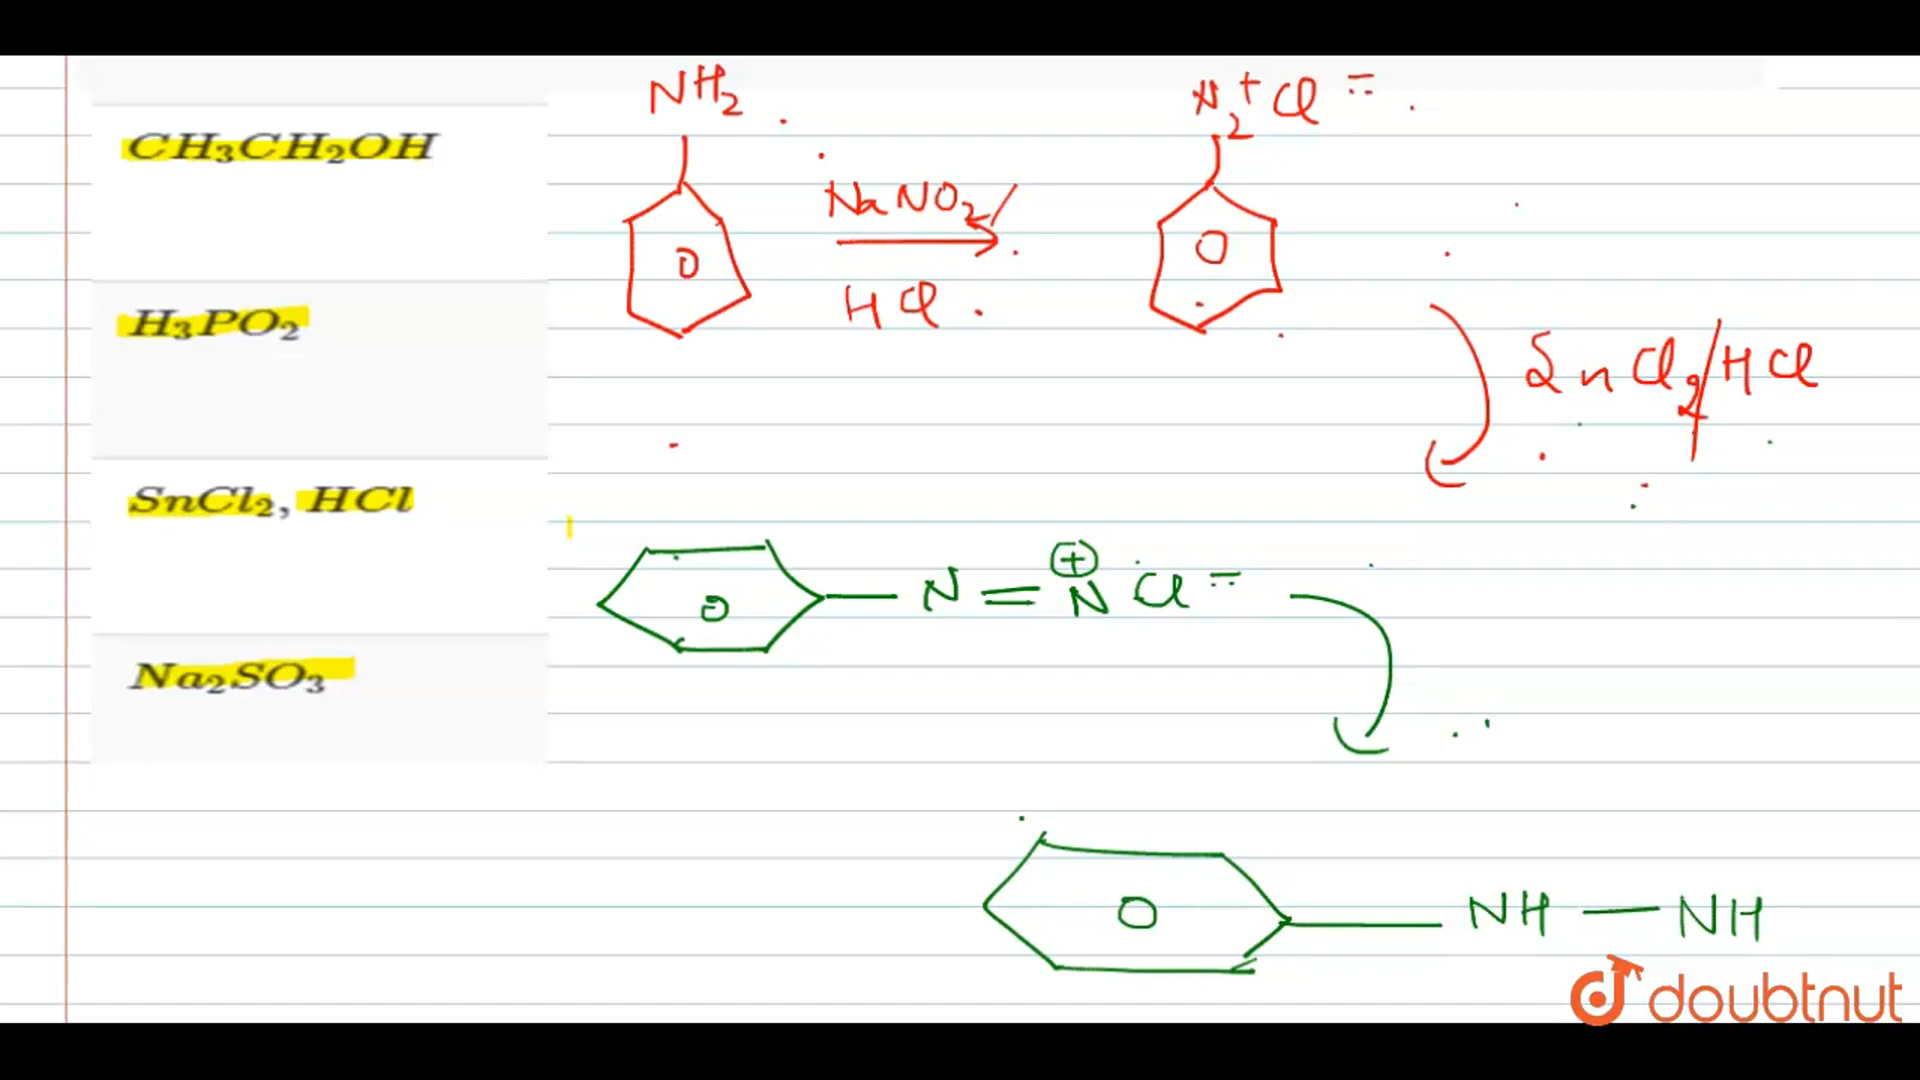 CH₃CH₂OH
H₃PO₂
SnCl₂, HCl
Na₂SO₃
NH₂
NaNO₂/
HCl
N₂⁺Cl⁻
SnCl₂/HCl
N=N⊕ Cl⁻
NH—NH
doubtnut